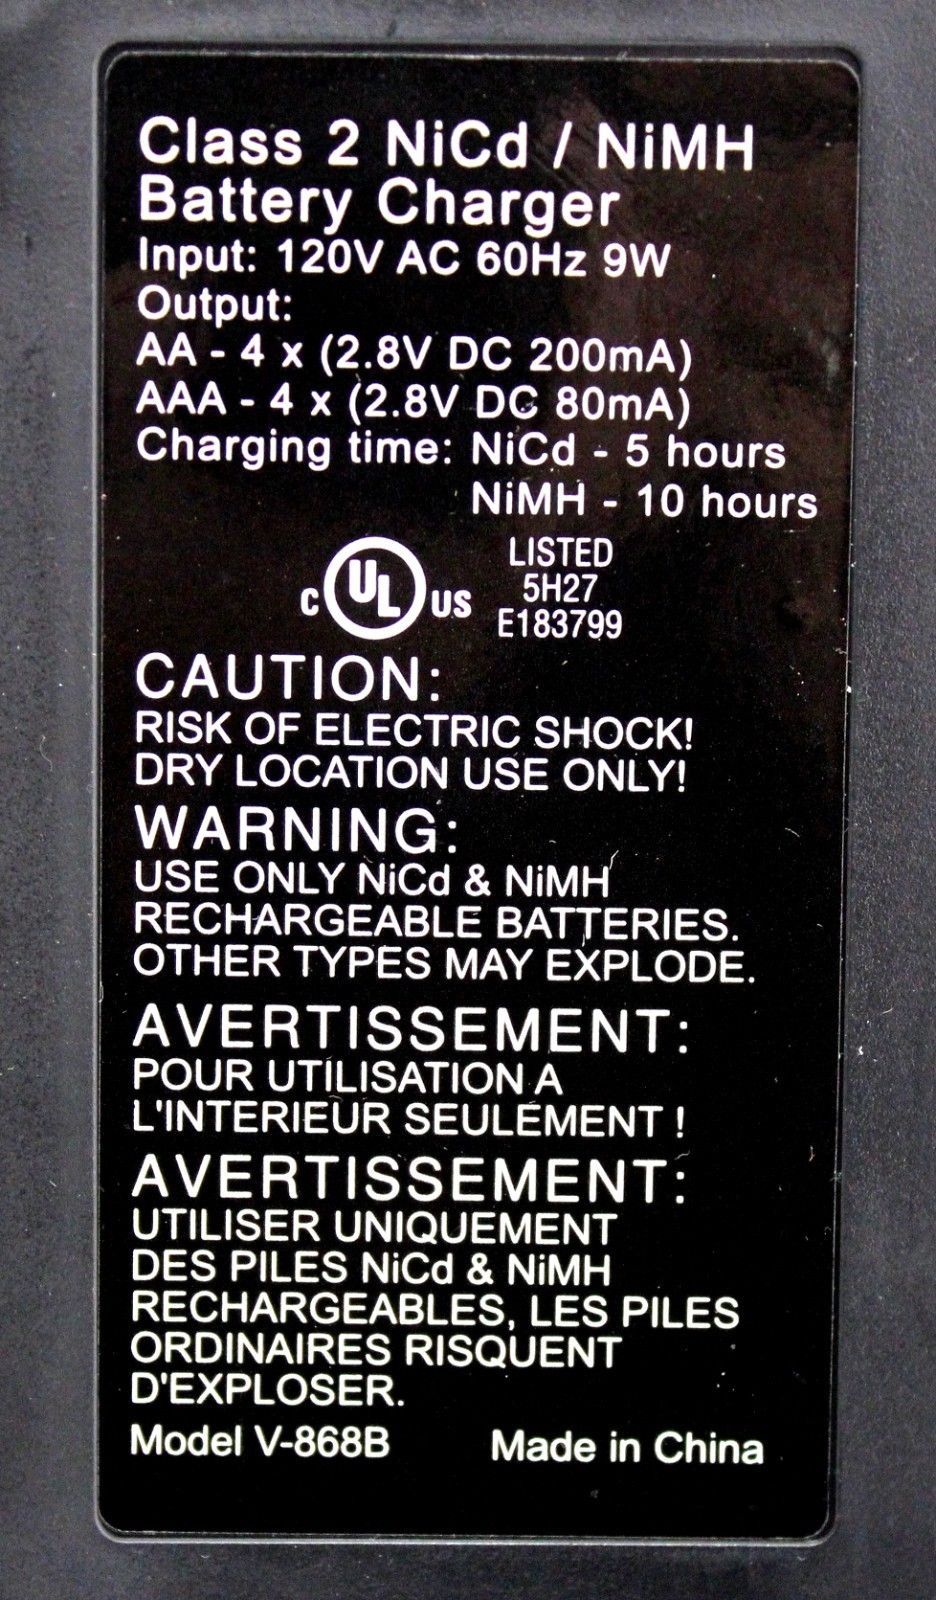 Class 2 NiCd / NiMH
Battery Charger
Input: 120V AC 60Hz 9W
Output:
AA - 4 x (2.8V DC 200mA)
AAA - 4 x (2.8V DC 80mA)
Charging time: NiCd - 5 hours
NiMH - 10 hours
C UL US
LISTED
5H27
E183799
CAUTION:
RISK OF ELECTRIC SHOCK!
DRY LOCATION USE ONLY!
WARNING:
USE ONLY NiCd & NiMH
RECHARGEABLE BATTERIES.
OTHER TYPES MAY EXPLODE.
AVERTISSEMENT:
POUR UTILISATION A
L'INTERIEUR SEULEMENT !
AVERTISSEMENT:
UTILISER UNIQUEMENT
DES PILES NiCd & NiMH
RECHARGEABLES, LES PILES
ORDINAIRES RISQUENT
D'EXPLOSER.
Model V-868B Made in China